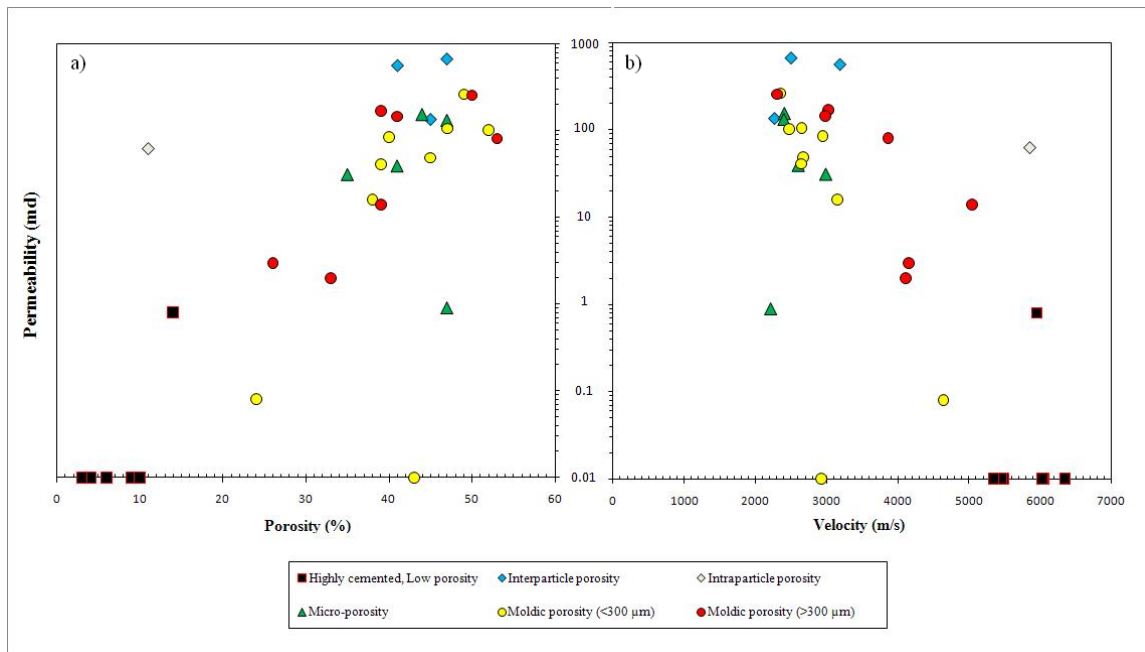 a)
b)
Permeability (md)
1000
100
10
1
0.1
0.01
0 10 20 30 40 50 60
0 1000 2000 3000 4000 5000 6000 7000
Porosity (%)
Velocity (m/s)
Highly cemented, Low porosity Interparticle porosity Intraparticle porosity
Micro-porosity Moldic porosity (<300 µm) Moldic porosity (>300 µm)